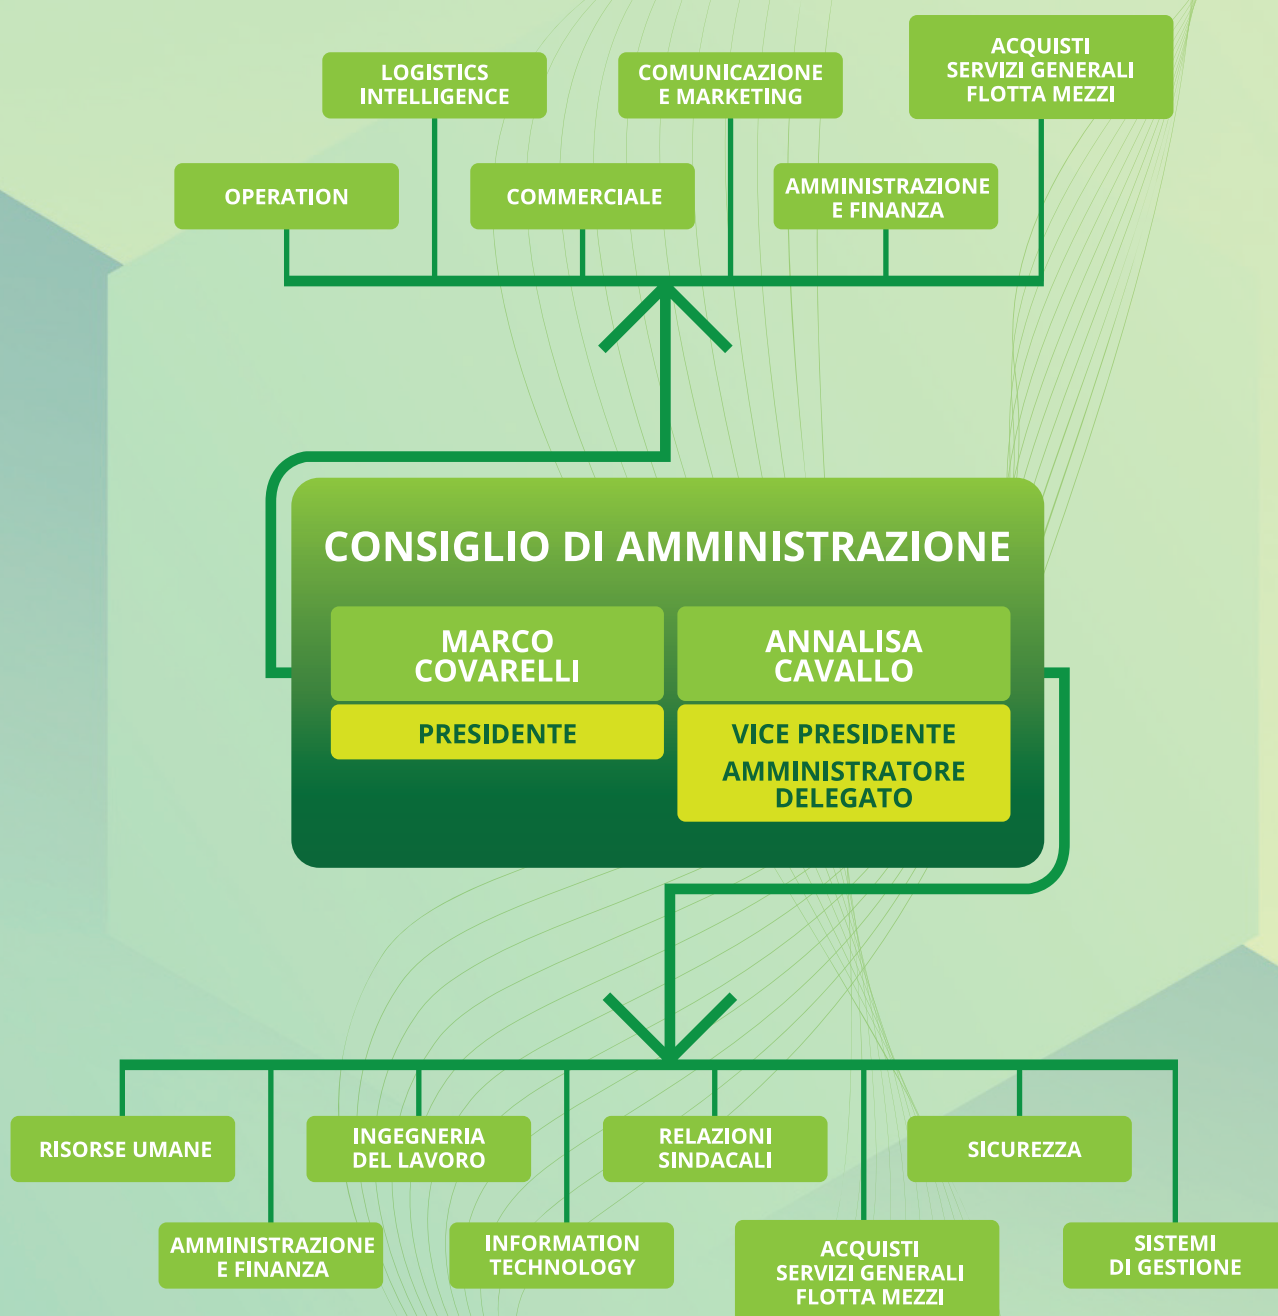 LOGISTICS
INTELLIGENCE
COMUNICAZIONE
E MARKETING
ACQUISTI
SERVIZI GENERALI
FLOTTA MEZZI
OPERATION
COMMERCIALE
AMMINISTRAZIONE
E FINANZA
CONSIGLIO DI AMMINISTRAZIONE
MARCO
COVARELLI
PRESIDENTE
ANNALISA
CAVALLO
VICE PRESIDENTE
AMMINISTRATORE
DELEGATO
RISORSE UMANE
INGEGNERIA
DEL LAVORO
RELAZIONI
SINDACALI
SICUREZZA
AMMINISTRAZIONE
E FINANZA
INFORMATION
TECHNOLOGY
ACQUISTI
SERVIZI GENERALI
FLOTTA MEZZI
SISTEMI
DI GESTIONE